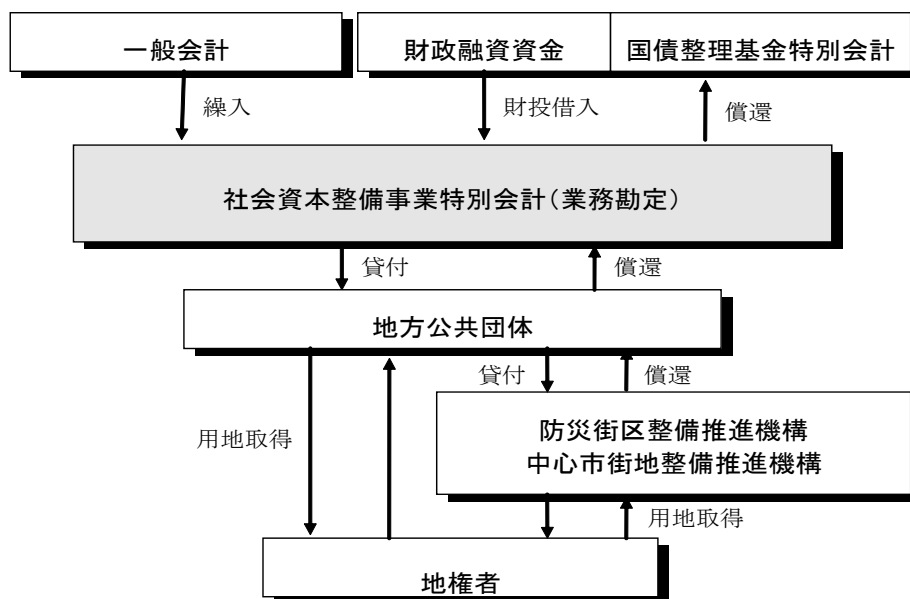 一般会計
財政融資資金
国債整理基金特別会計
繰入
財投借入
償還
社会資本整備事業特別会計（業務勘定）
貸付
償還
地方公共団体
貸付
償還
用地取得
防災街区整備推進機構
中心市街地整備推進機構
用地取得
地権者